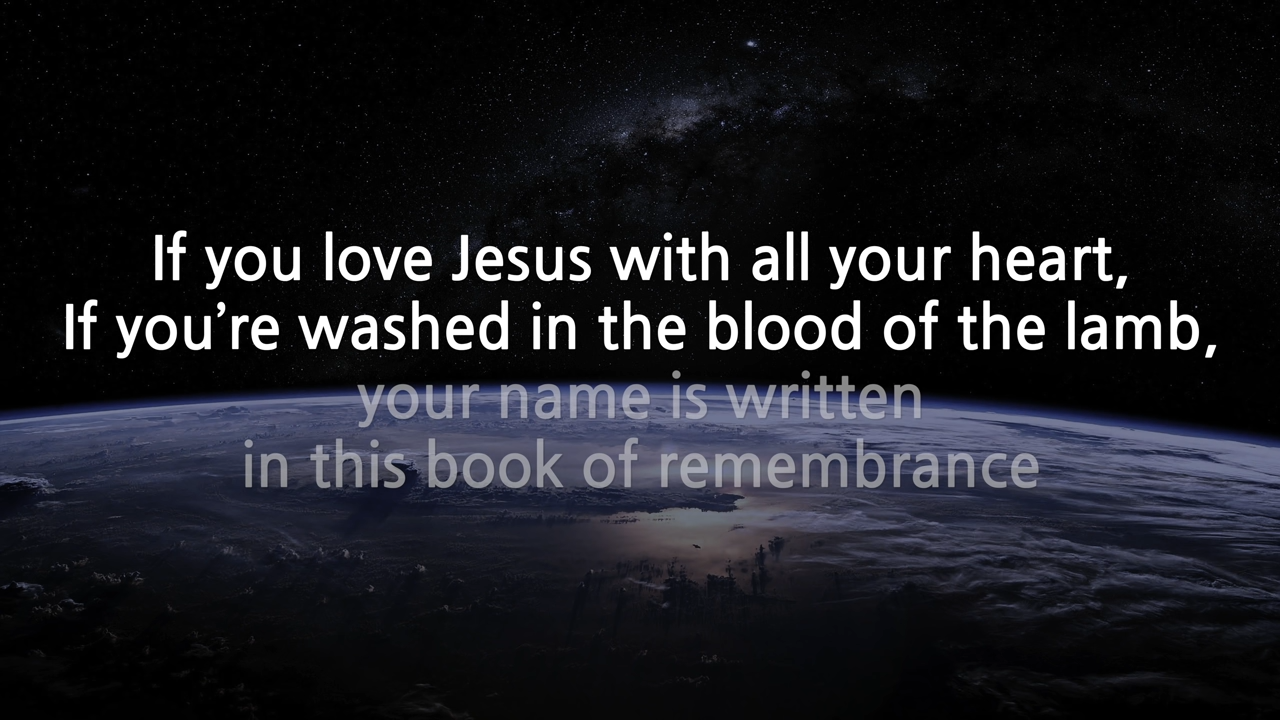 If you love Jesus with all your heart,
If you’re washed in the blood of the lamb,
your name is written
in this book of remembrance